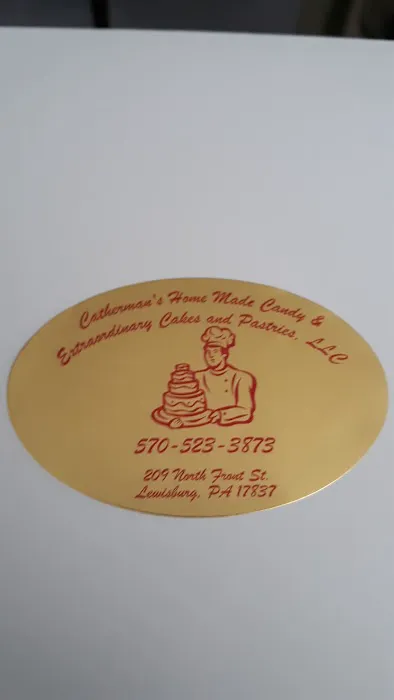 Catherman's Home Made Candy &
Extraordinary Cakes and Pastries, LLC
570-523-3873
209 North Front St.
Lewisburg, PA 17837